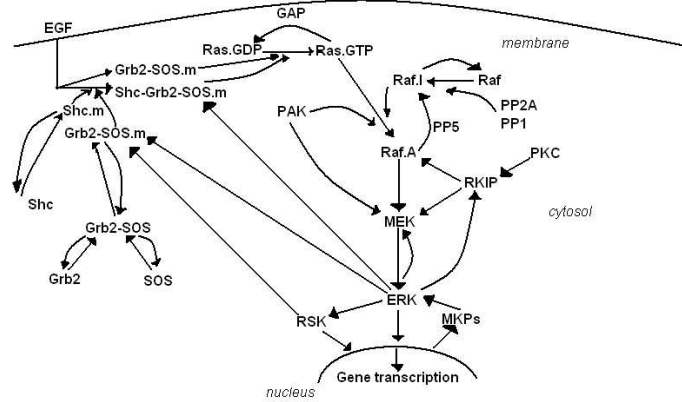 GAP
EGF
Ras.GDP
Ras.GTP
membrane
Grb2-SOS.m
Raf.I
Raf
Shc-Grb2-SOS.m
Shc.m
PAK
PP2A
PP5
PP1
Grb2-SOS.m
Raf.A
PKC
RKIP
Shc
cytosol
MEK
Grb2-SOS
Grb2
SOS
ERK
RSK
MKPs
Gene transcription
nucleus